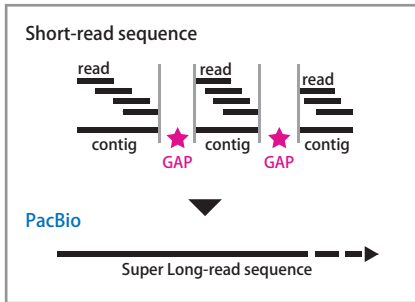 Short-read sequence
read read read
contig contig contig
GAP GAP
PacBio
Super Long-read sequence